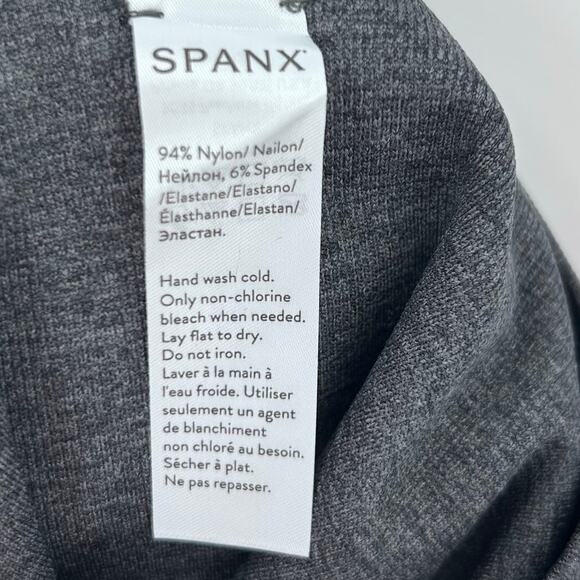 SPANX
94% Nylon/ Nailon/
Нейлон, 6% Spandex
/Elastane/Elastano/
Élasthanne/Elastan/
Эластан.
Hand wash cold.
Only non-chlorine
bleach when needed.
Lay flat to dry.
Do not iron.
Laver à la main à
l'eau froide. Utiliser
seulement un agent
de blanchiment
non chloré au besoin.
Sécher à plat.
Ne pas repasser.